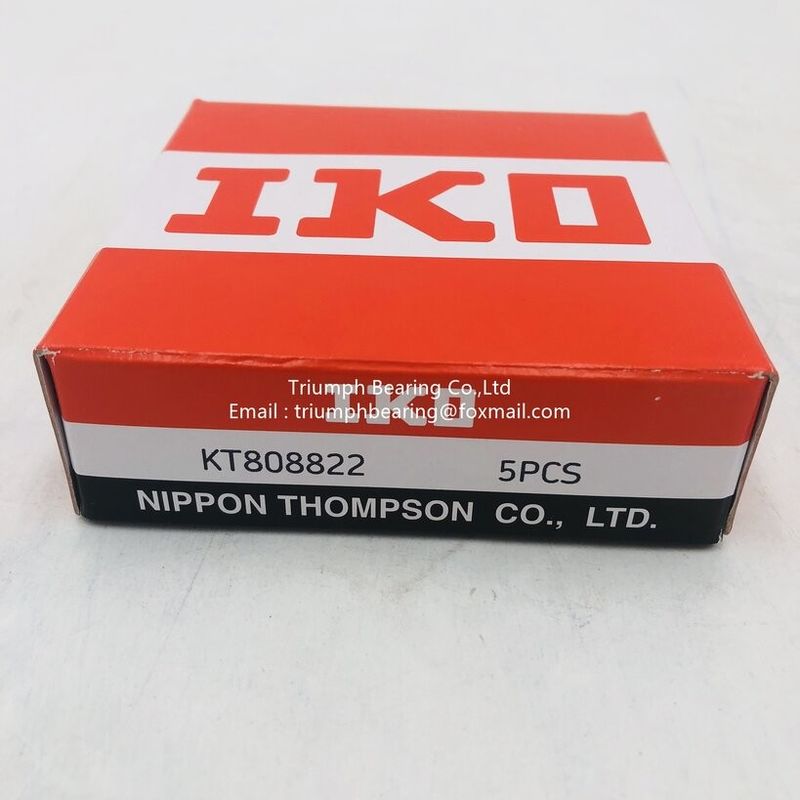 IKO
Triumph Bearing Co.,Ltd
IKO
Email : triumphbearing@foxmail.com
KT808822 5PCS
NIPPON THOMPSON CO., LTD.